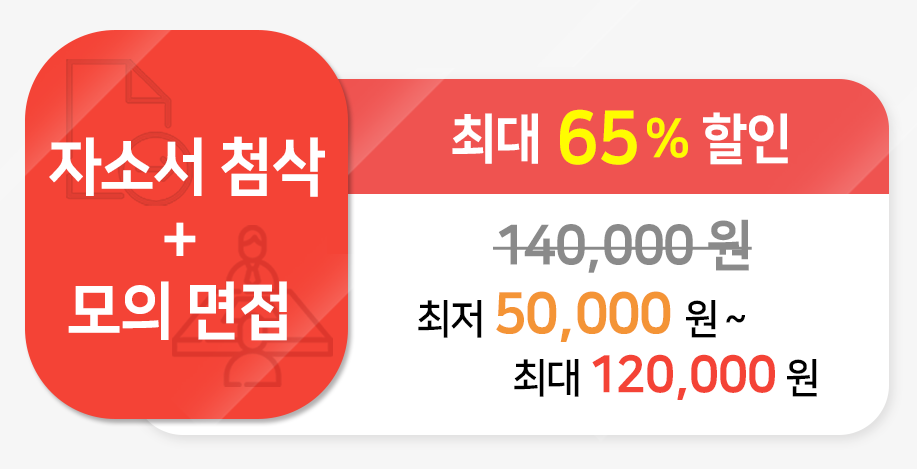 자소서 첨삭
+
모의 면접
최대 65% 할인
140,000 원
최저 50,000 원~
최대 120,000 원